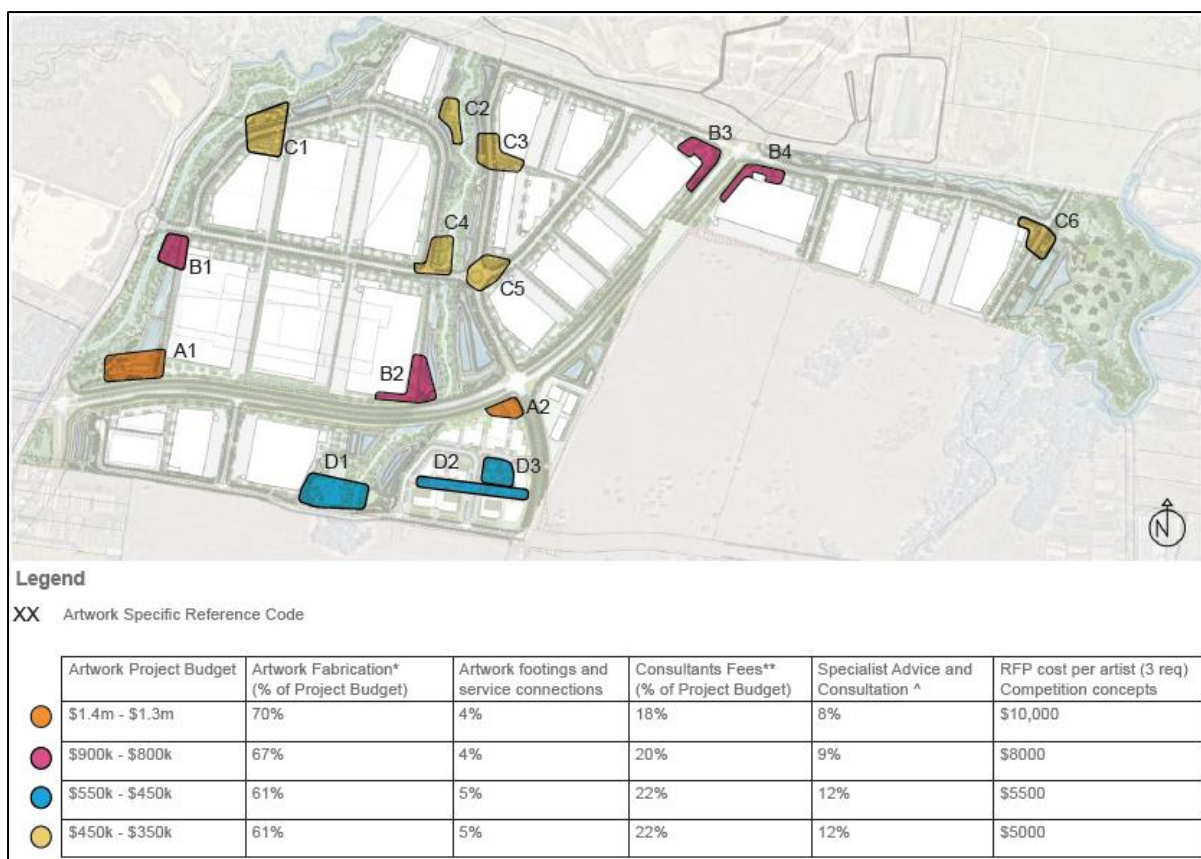 C1
C2
C3
B3
B4
C6
C4
C5
B1
A1
B2
A2
D1
D2
D3
N
Legend
XX Artwork Specific Reference Code
Artwork Project Budget
Artwork Fabrication*
(% of Project Budget)
Artwork footings and
service connections
Consultants Fees**
(% of Project Budget)
Specialist Advice and
Consultation ^
RFP cost per artist (3 req)
Competition concepts
$1.4m - $1.3m 70% 4% 18% 8% $10,000
$900k - $800k 67% 4% 20% 9% $8000
$550k - $450k 61% 5% 22% 12% $5500
$450k - $350k 61% 5% 22% 12% $5000